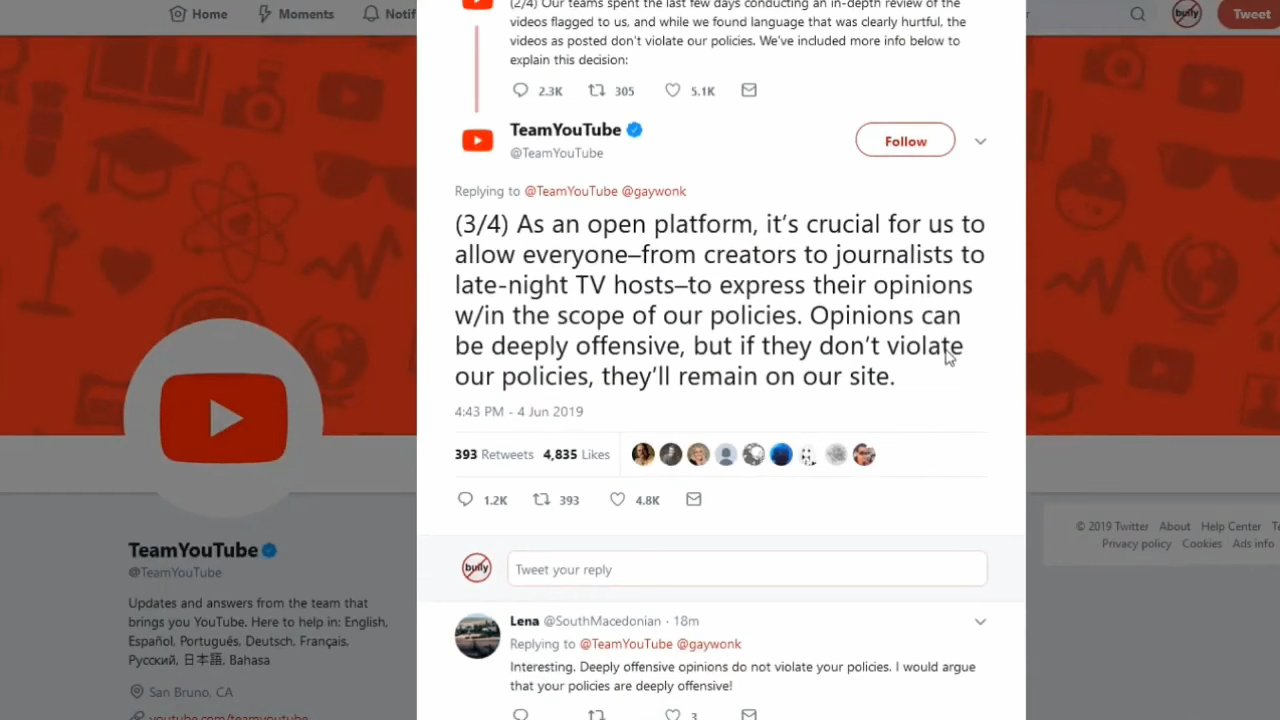 Home Moments Notif
Tweet
(2/4) Our teams spent the last few days conducting an in-depth review of the
videos flagged to us, and while we found language that was clearly hurtful, the
videos as posted don't violate our policies. We've included more info below to
explain this decision:
2.3K 305 5.1K
TeamYouTube
@TeamYouTube
Follow
Replying to @TeamYouTube @gaywonk
(3/4) As an open platform, it's crucial for us to
allow everyone–from creators to journalists to
late-night TV hosts–to express their opinions
w/in the scope of our policies. Opinions can
be deeply offensive, but if they don't violate
our policies, they'll remain on our site.
4:43 PM - 4 Jun 2019
393 Retweets 4,835 Likes
1.2K 393 4.8K
bully
Tweet your reply
Lena @SouthMacedonian · 18m
Replying to @TeamYouTube @gaywonk
Interesting. Deeply offensive opinions do not violate your policies. I would argue
that your policies are deeply offensive!
3
TeamYouTube
@TeamYouTube
Updates and answers from the team that
brings you YouTube. Here to help in: English,
Español, Português, Deutsch, Français,
Русский, 日本語, Bahasa
San Bruno, CA
youtube.com/teamyoutube
bully
© 2019 Twitter About Help Center Te
Privacy policy Cookies Ads info